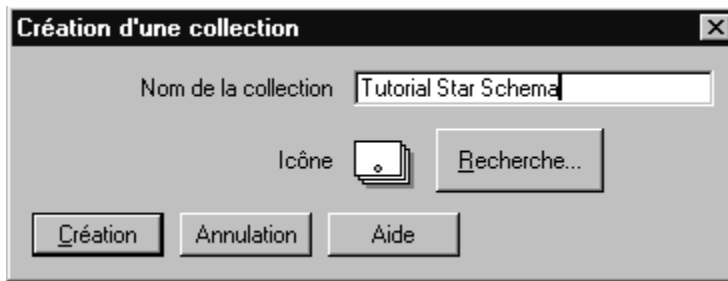 Création d'une collection
Nom de la collection Tutorial Star Schema
Icône Recherche...
Création Annulation Aide